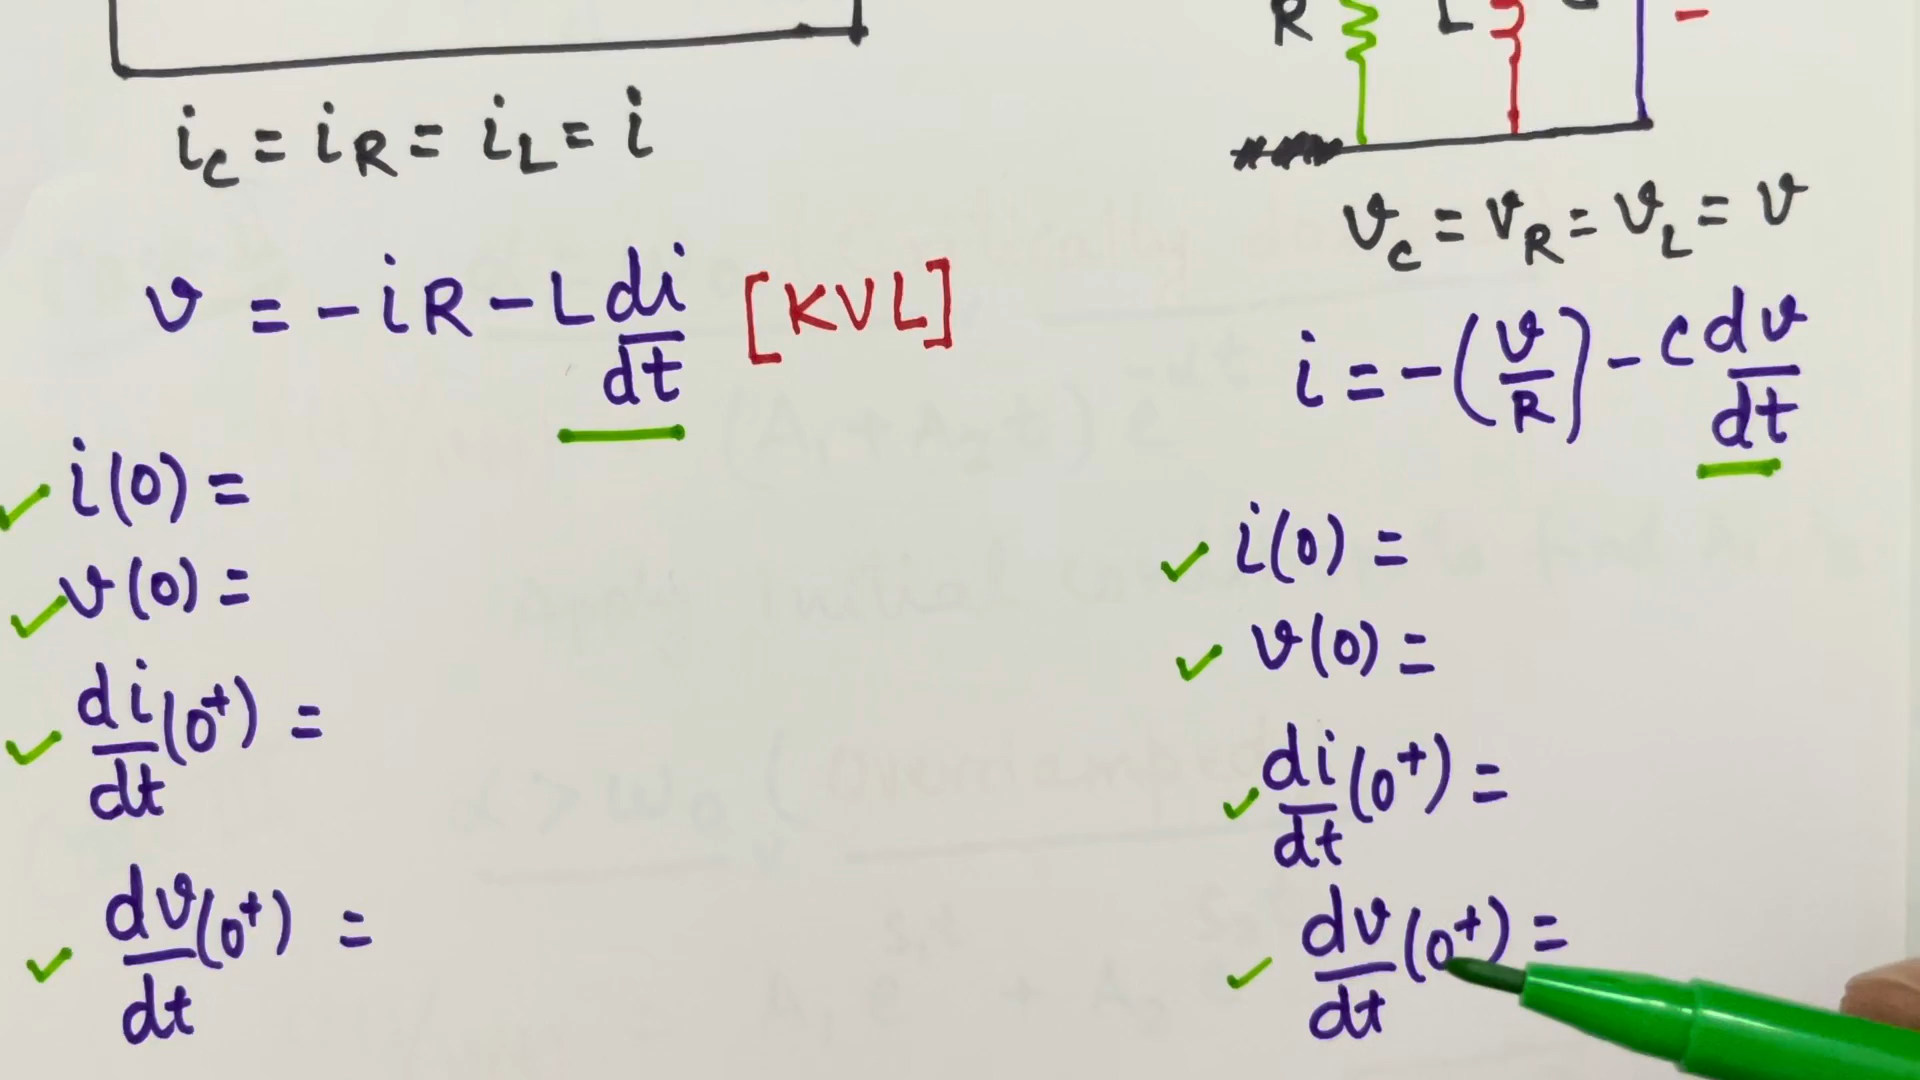 i_C = i_R = i_L = i
v = -iR - L di/dt [KVL]
i(0) =
v(0) =
di/dt (0⁺) =
dv/dt (0⁺) =
R L
-
v_C = v_R = v_L = v
i = -(v/R) - C dv/dt
i(0) =
v(0) =
di/dt (0⁺) =
dv/dt (0⁺) =